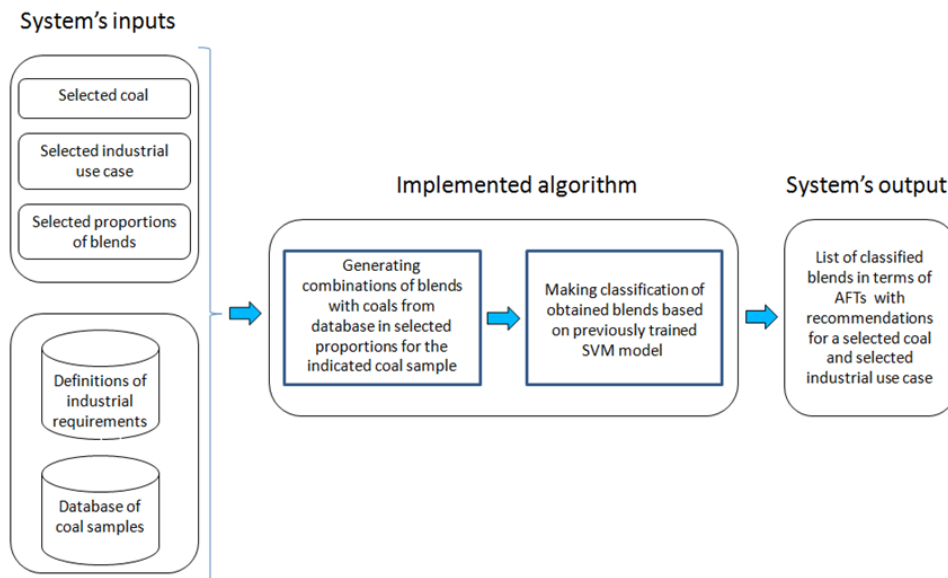 System's inputs
Selected coal
Selected industrial
use case
Selected proportions
of blends
Definitions of
industrial
requirements
Database of
coal samples
Implemented algorithm
Generating
combinations of blends
with coals from
database in selected
proportions for the
indicated coal sample
Making classification of
obtained blends based
on previously trained
SVM model
System's output
List of classified
blends in terms of
AFTs with
recommendations
for a selected coal
and selected
industrial use case